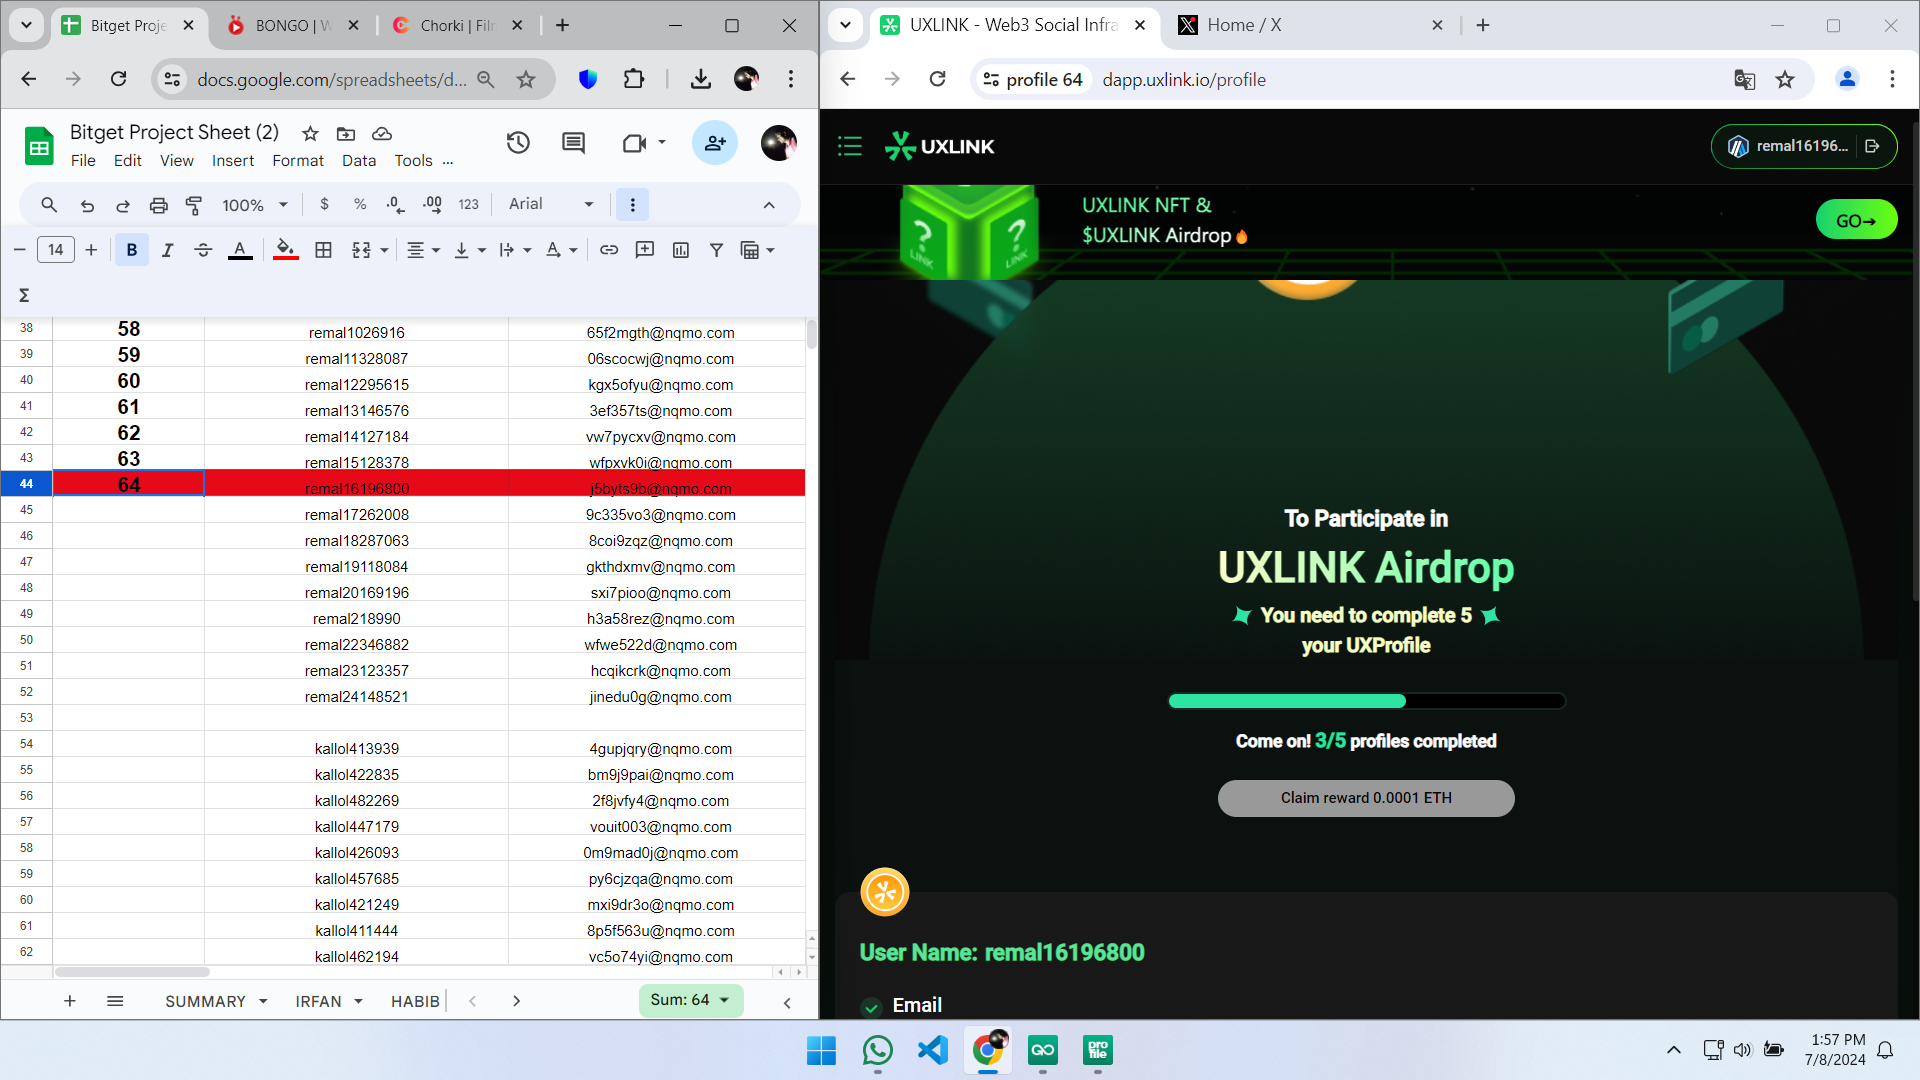 Bitget Proje
BONGO | W
Chorki | Filr
docs.google.com/spreadsheets/d...
Bitget Project Sheet (2)
File Edit View Insert Format Data Tools ...
100% $ % .0 .00 123 Arial
14 B I A
Σ
38 58 remal1026916 65f2mgth@nqmo.com
39 59 remal11328087 06scocwj@nqmo.com
40 60 remal12295615 kgx5ofyu@nqmo.com
41 61 remal13146576 3ef357ts@nqmo.com
42 62 remal14127184 vw7pycxv@nqmo.com
43 63 remal15128378 wfpxvk0i@nqmo.com
44 64 remal16196800 j5byts9b@nqmo.com
45 remal17262008 9c335vo3@nqmo.com
46 remal18287063 8coi9zqz@nqmo.com
47 remal19118084 gkthdxmv@nqmo.com
48 remal20169196 sxi7pioo@nqmo.com
49 remal218990 h3a58rez@nqmo.com
50 remal22346882 wfwe522d@nqmo.com
51 remal23123357 hcqikcrk@nqmo.com
52 remal24148521 jinedu0g@nqmo.com
53
54 kallol413939 4gupjqry@nqmo.com
55 kallol422835 bm9j9pai@nqmo.com
56 kallol482269 2f8jvfy4@nqmo.com
57 kallol447179 vouit003@nqmo.com
58 kallol426093 0m9mad0j@nqmo.com
59 kallol457685 py6cjzqa@nqmo.com
60 kallol421249 mxi9dr3o@nqmo.com
61 kallol411444 8p5f563u@nqmo.com
62 kallol462194 vc5o74yi@nqmo.com
SUMMARY IRFAN HABIB Sum: 64
UXLINK - Web3 Social Infra
Home / X
profile 64 dapp.uxlink.io/profile
UXLINK
remal16196...
UXLINK NFT &
$UXLINK Airdrop
GO→
? ?
LINK LINK
To Participate in
UXLINK Airdrop
You need to complete 5
your UXProfile
Come on! 3/5 profiles completed
Claim reward 0.0001 ETH
User Name: remal16196800
Email
GO
pro
file
1:57 PM
7/8/2024